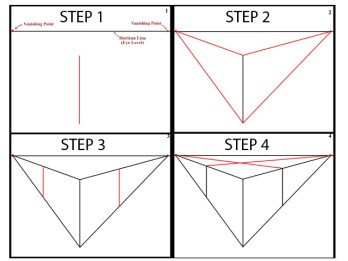 STEP 1
1
Vanishing Point
Vanishing Point
Horizon Line
(Eye Level)
STEP 2
2
STEP 3
3
STEP 4
4